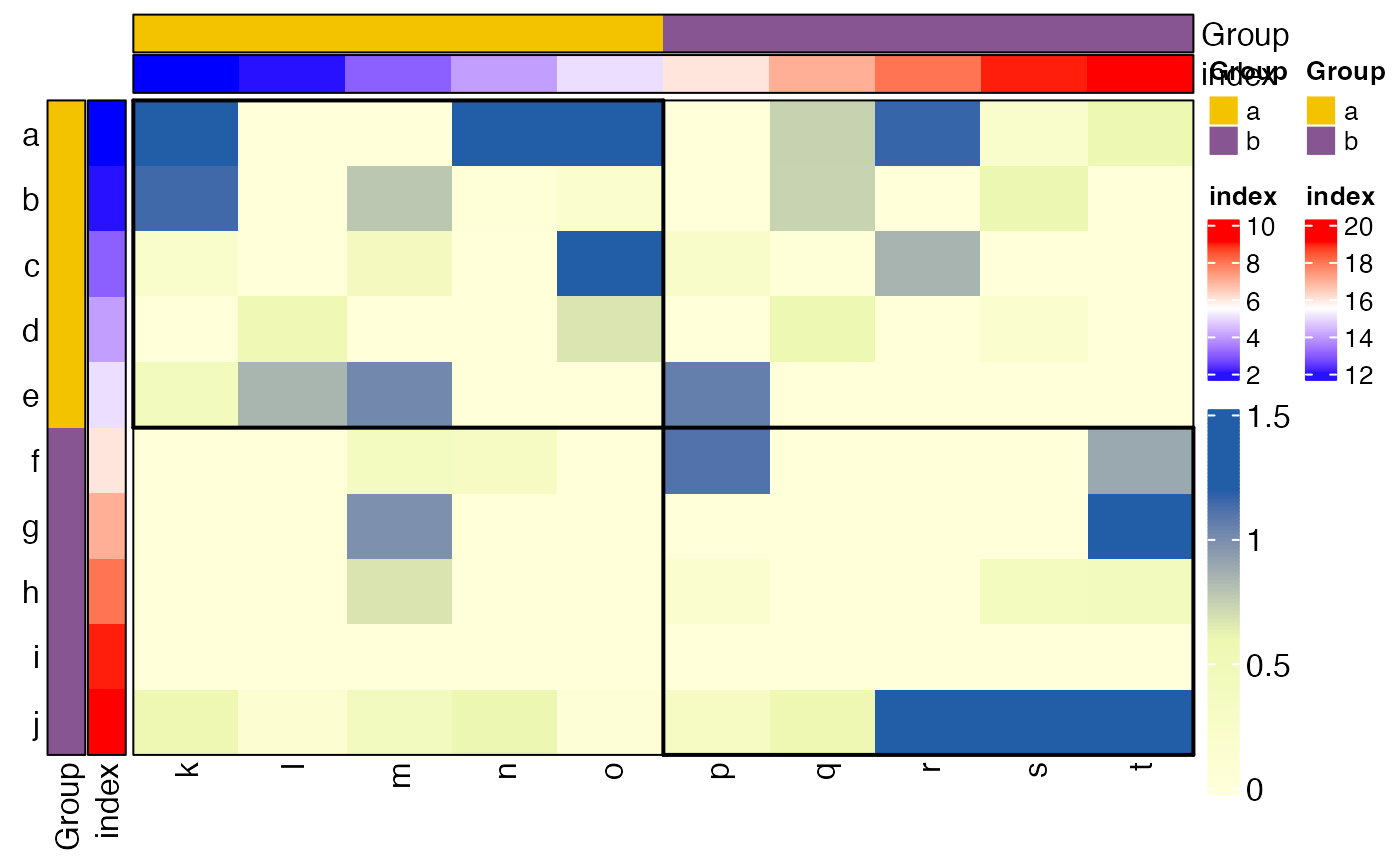 Group
index
Group Group
a a
b b
index index
10 20
8 18
6 16
4 14
2 12
1.5
1
0.5
0
a
b
c
d
e
f
g
h
i
j
Group index k l m n o p q r s t